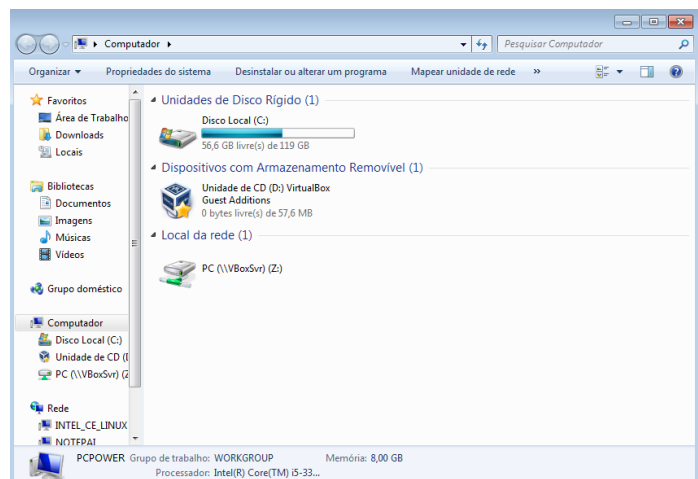 Computador
Pesquisar Computador
Organizar Propriedades do sistema Desinstalar ou alterar um programa Mapear unidade de rede »
Favoritos
Área de Trabalho
Downloads
Locais
Bibliotecas
Documentos
Imagens
Músicas
Vídeos
Grupo doméstico
Computador
Disco Local (C:)
Unidade de CD (D
PC (\\VBoxSvr) (Z
Rede
INTEL_CE_LINUX
NOTEPAI
Unidades de Disco Rígido (1)
Disco Local (C:)
56,6 GB livre(s) de 119 GB
Dispositivos com Armazenamento Removível (1)
Unidade de CD (D:) VirtualBox
Guest Additions
0 bytes livre(s) de 57,6 MB
Local da rede (1)
PC (\\VBoxSvr) (Z:)
PCPOWER Grupo de trabalho: WORKGROUP Memória: 8,00 GB
Processador: Intel(R) Core(TM) i5-33...